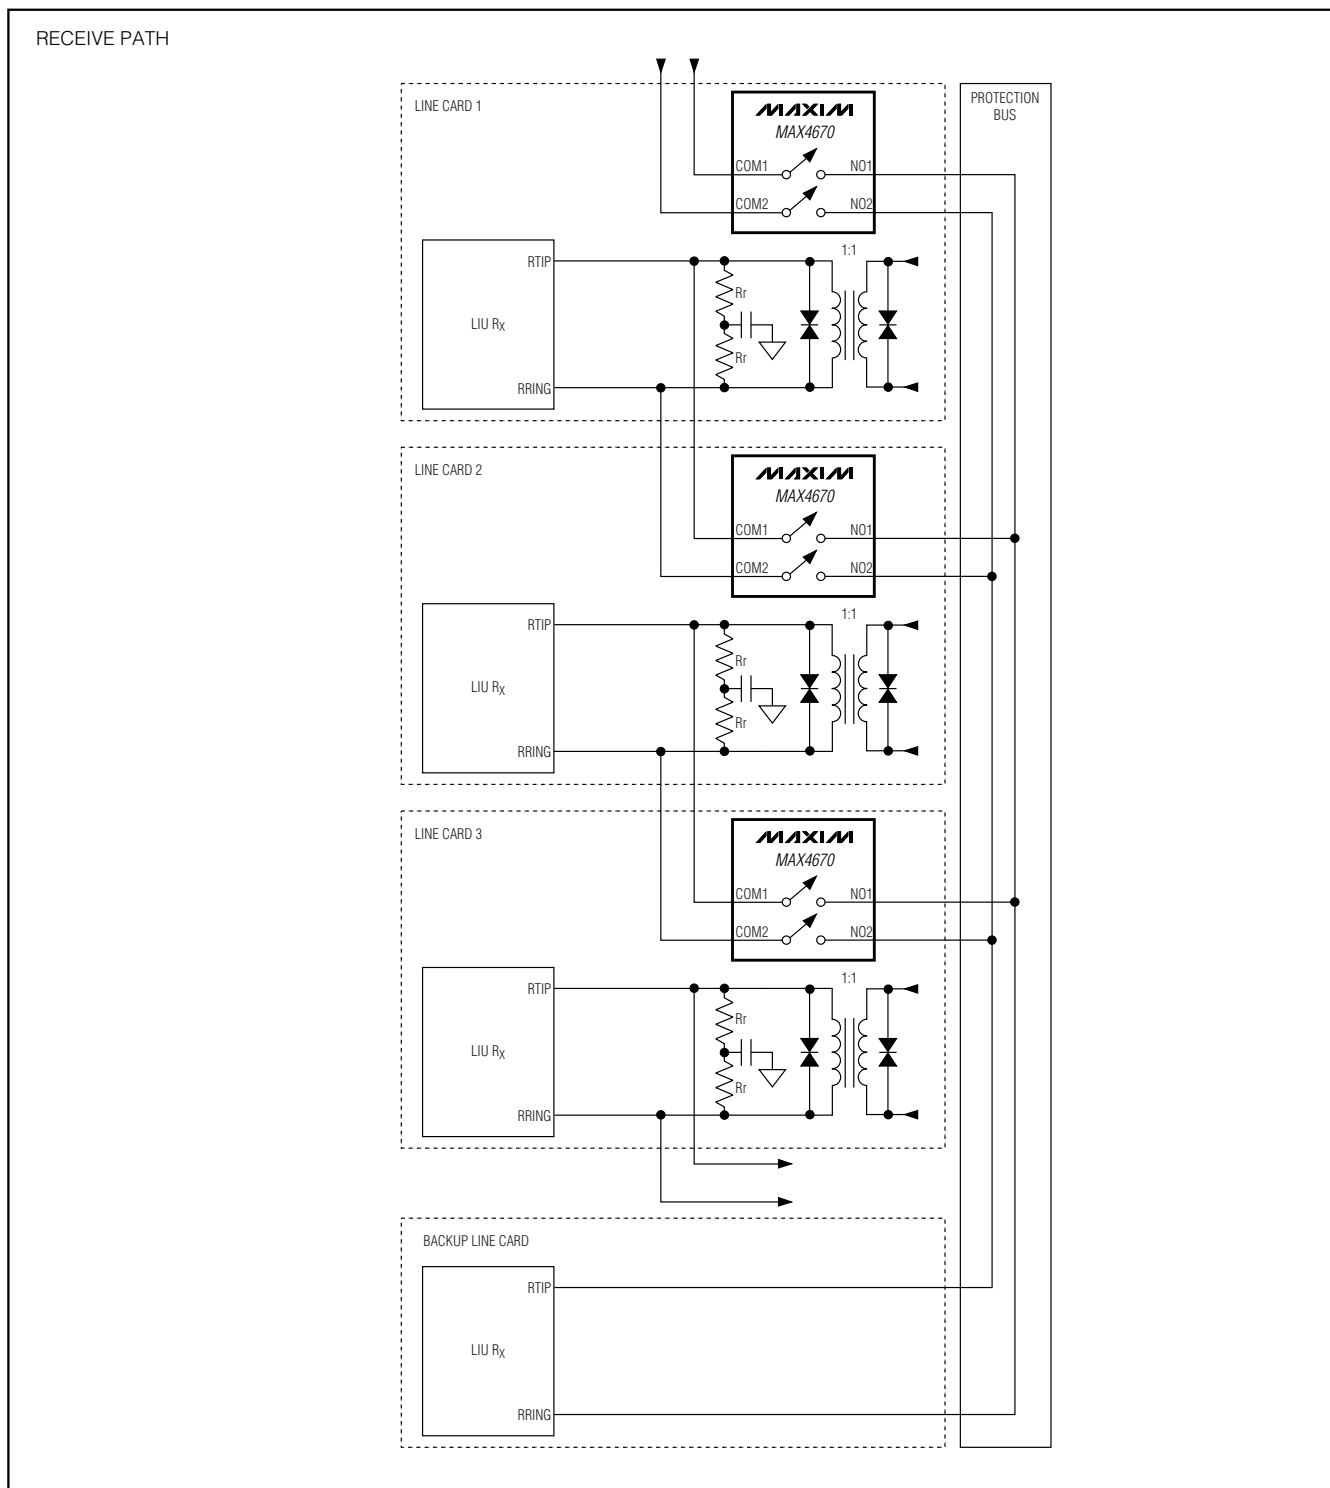 RECEIVE PATH
LINE CARD 1
MAXIM
MAX4670
PROTECTION
BUS
COM1
NO1
COM2
NO2
1:1
RTIP
Rr
LIU RX
Rr
RRING
LINE CARD 2
MAXIM
MAX4670
COM1
NO1
COM2
NO2
1:1
RTIP
Rr
LIU RX
Rr
RRING
LINE CARD 3
MAXIM
MAX4670
COM1
NO1
COM2
NO2
1:1
RTIP
Rr
LIU RX
Rr
RRING
BACKUP LINE CARD
RTIP
LIU RX
RRING